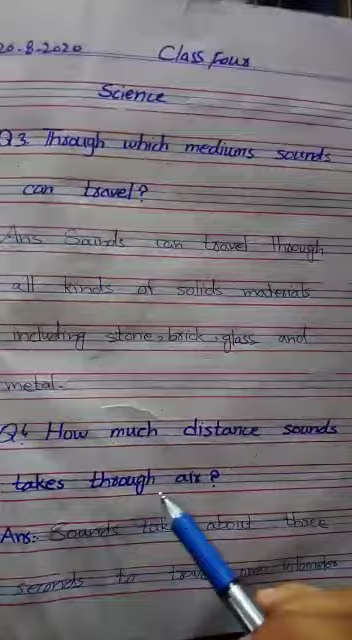 20-8-2020 Class Four
Science
Q3. Through which mediums sounds
can travel?
Ans Sounds can travel through
all kinds of solids materials
including stone, brick, glass and
metal.
Q4 How much distance sounds
takes through air?
Ans: Sounds take about three
seconds to one kilometer